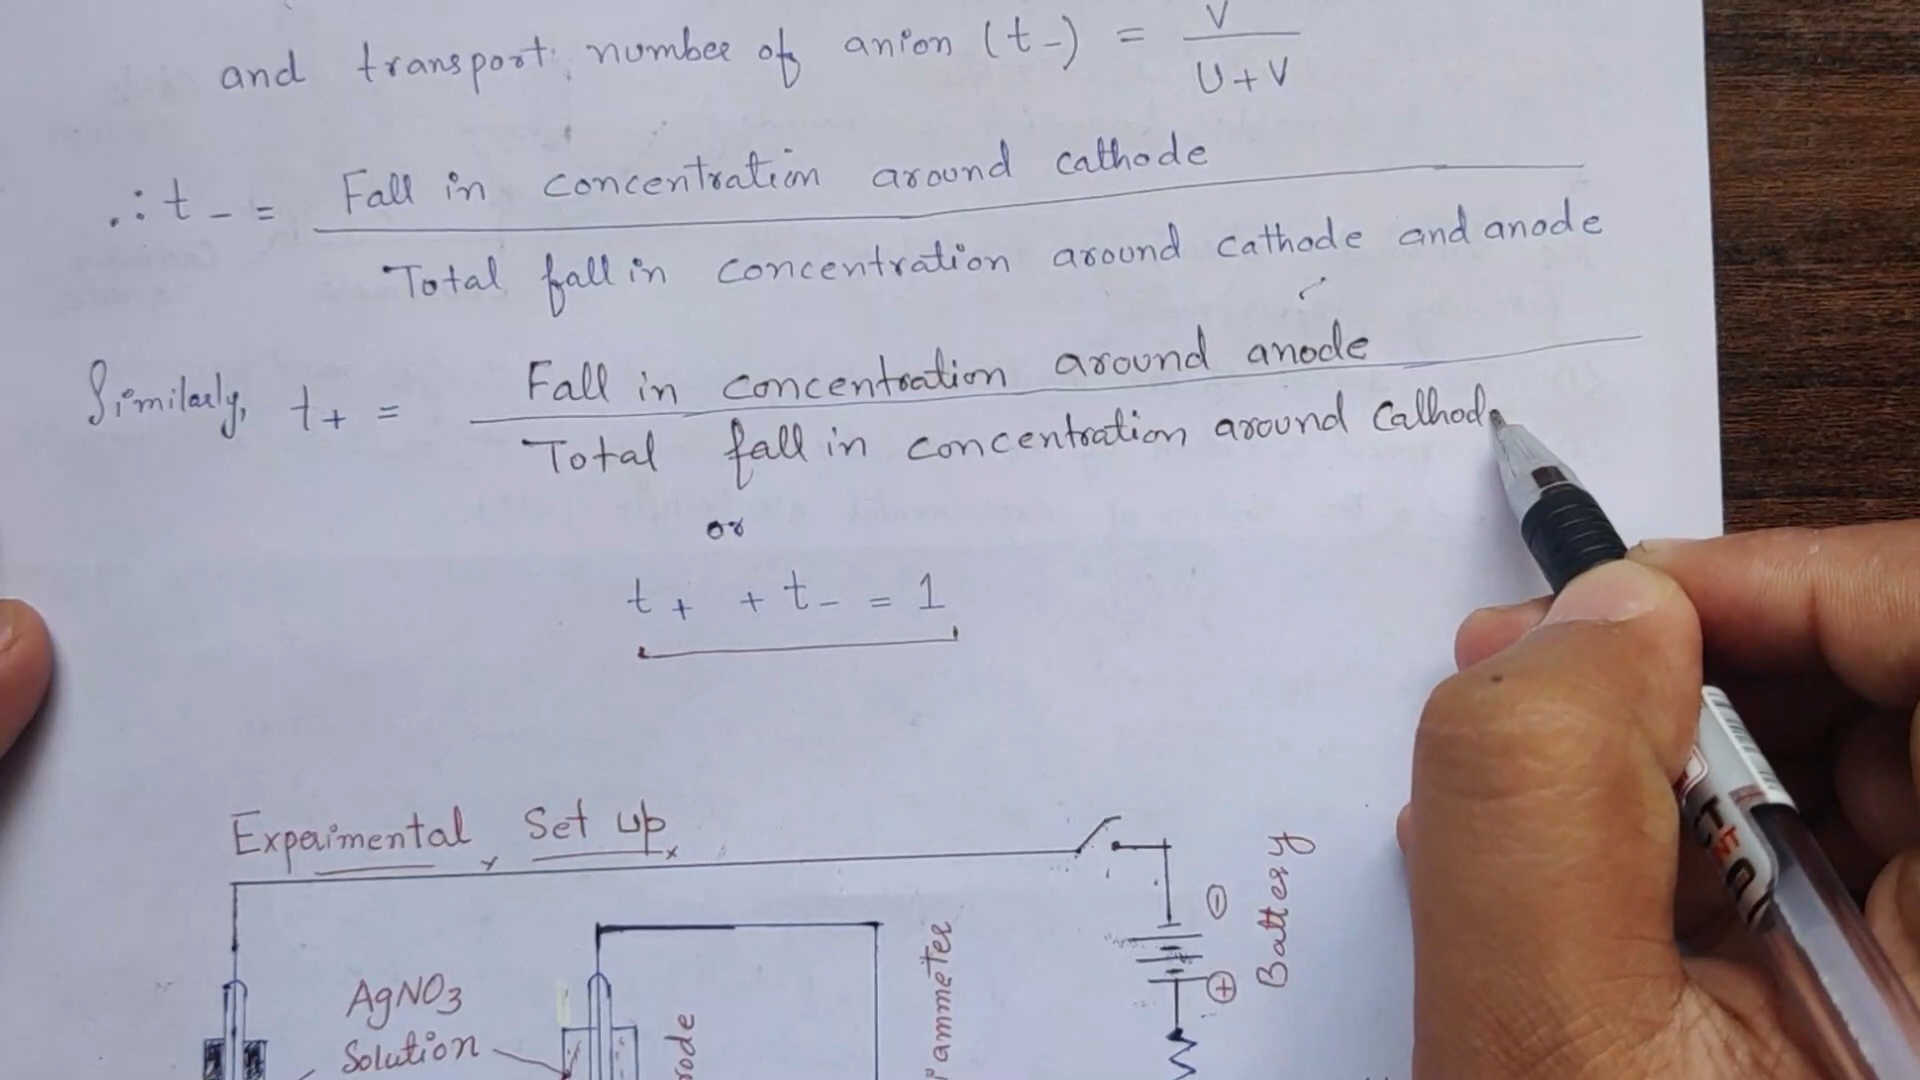 and transport number of anion (t-) = V / U+V
∴ t- = Fall in concentration around cathode
Total fall in concentration around cathode and anode
Similarly, t+ = Fall in concentration around anode
Total fall in concentration around Cathod
or
t+ + t- = 1
Experimental Set up
AgNO3
Solution
rode
ammeter
Battery
-
+